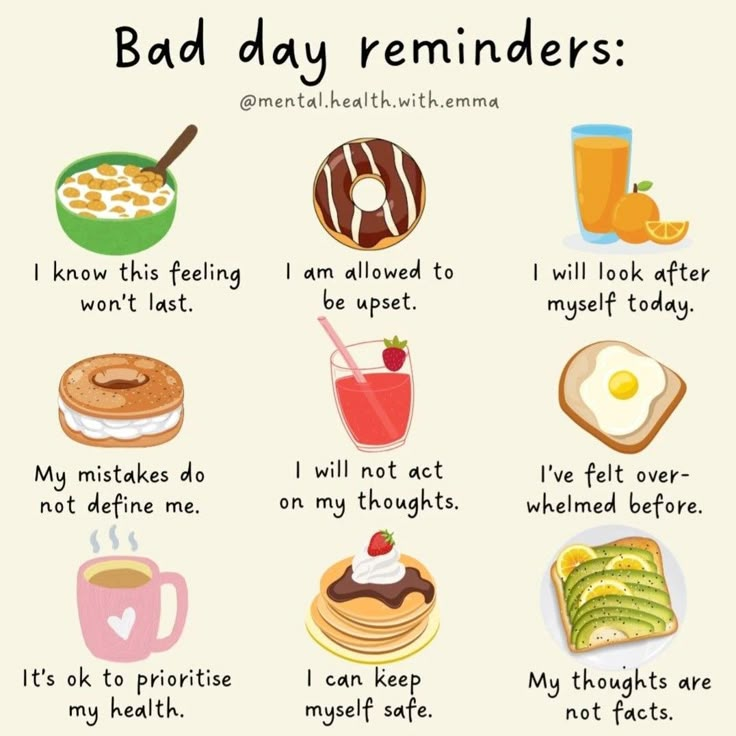 Bad day reminders:
@mental.health.with.emma
I know this feeling
won't last.
I am allowed to
be upset.
I will look after
myself today.
My mistakes do
not define me.
I will not act
on my thoughts.
I've felt over-
whelmed before.
It's ok to prioritise
my health.
I can keep
myself safe.
My thoughts are
not facts.